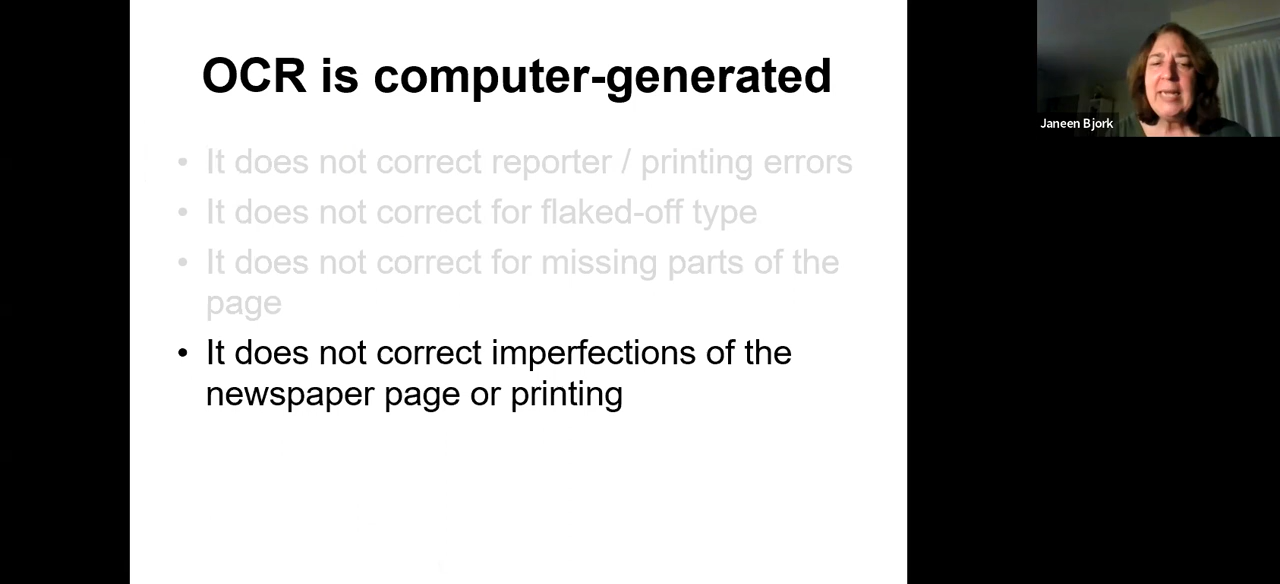 OCR is computer-generated
• It does not correct reporter / printing errors
• It does not correct for flaked-off type
• It does not correct for missing parts of the
page
• It does not correct imperfections of the
newspaper page or printing
Janeen Bjork